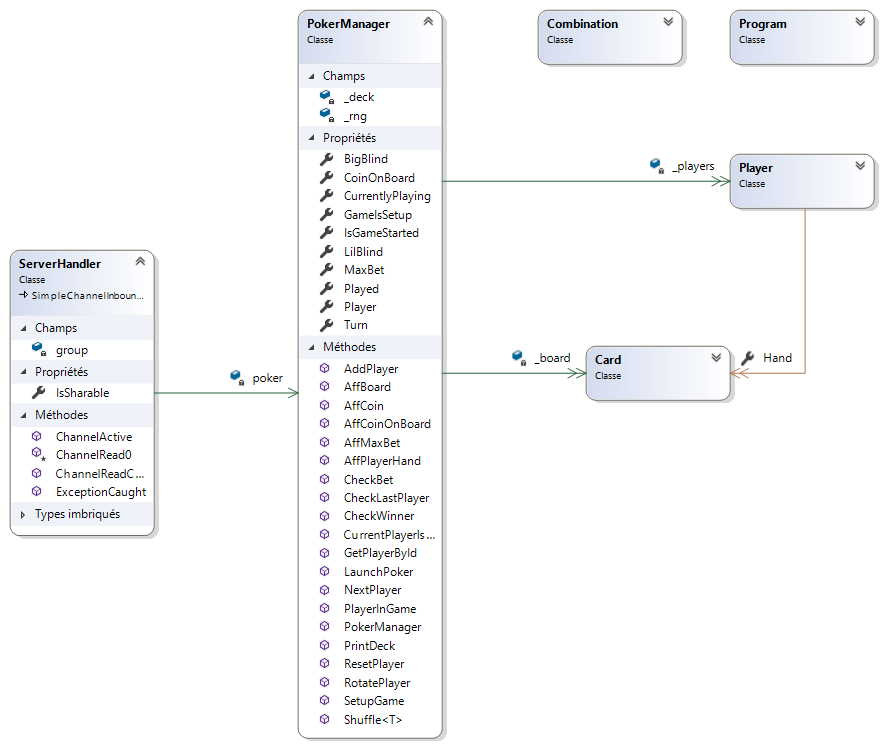 PokerManager
Classe
Champs
_deck
_rng
Propriétés
BigBlind
CoinOnBoard
CurrentlyPlaying
GameIsSetup
IsGameStarted
LilBlind
MaxBet
Played
Player
Turn
Méthodes
AddPlayer
AffBoard
AffCoin
AffCoinOnBoard
AffMaxBet
AffPlayerHand
CheckBet
CheckLastPlayer
CheckWinner
CurrentPlayerIs...
GetPlayerById
LaunchPoker
NextPlayer
PlayerInGame
PokerManager
PrintDeck
ResetPlayer
RotatePlayer
SetupGame
Shuffle<T>
Combination
Classe
Program
Classe
_players
Player
Classe
ServerHandler
Classe
SimpleChannelInboun...
Champs
group
Propriétés
IsSharable
Méthodes
ChannelActive
ChannelRead0
ChannelReadC...
ExceptionCaught
Types imbriqués
poker
_board
Card
Classe
Hand